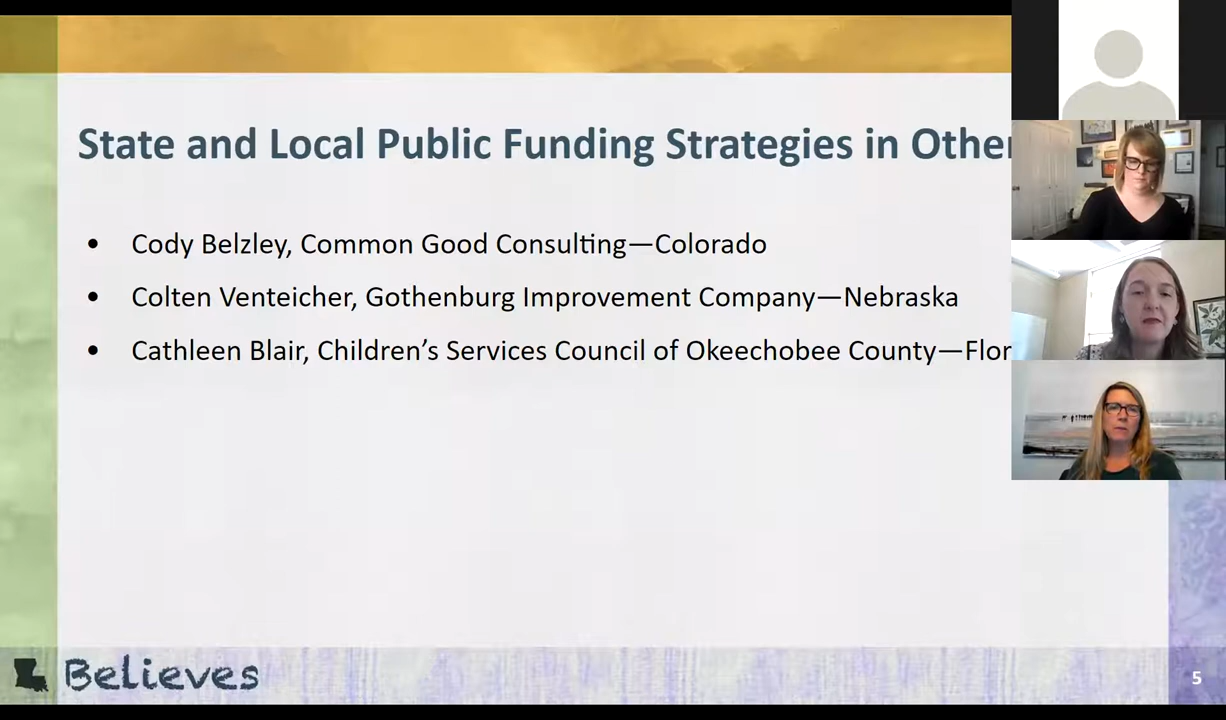 State and Local Public Funding Strategies in Other
• Cody Belzley, Common Good Consulting—Colorado
• Colten Venteicher, Gothenburg Improvement Company—Nebraska
• Cathleen Blair, Children’s Services Council of Okeechobee County—Flor
Believes
5